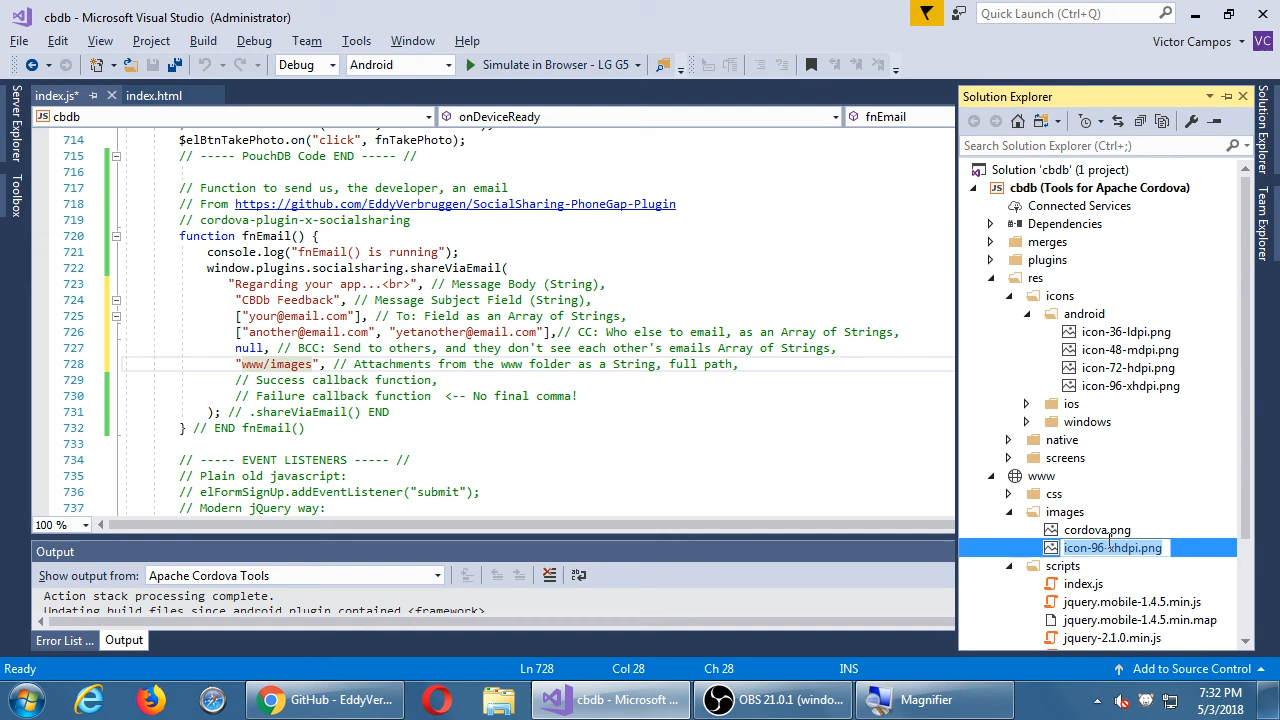 cbdb - Microsoft Visual Studio (Administrator)
Quick Launch (Ctrl+Q)
File Edit View Project Build Debug Team Tools Window Help
Victor Campos VC
Debug Android Simulate in Browser - LG G5
Server Explorer
Toolbox
index.js* index.html
cbdb onDeviceReady fnEmail
714 $elBtnTakePhoto.on("click", fnTakePhoto);
715 // ----- PouchDB Code END ----- //
716
717 // Function to send us, the developer, an email
718 // From https://github.com/EddyVerbruggen/SocialSharing-PhoneGap-Plugin
719 // cordova-plugin-x-socialsharing
720 function fnEmail() {
721 console.log("fnEmail() is running");
722 window.plugins.socialsharing.shareViaEmail(
723 "Regarding your app...<br>", // Message Body (String),
724 "CBDb Feedback", // Message Subject Field (String),
725 ["your@email.com"], // To: Field as an Array of Strings,
726 ["another@email.com", "yetanother@email.com"],// CC: Who else to email, as an Array of Strings,
727 null, // BCC: Send to others, and they don't see each other's emails Array of Strings,
728 "www/images", // Attachments from the www folder as a String, full path,
729 // Success callback function,
730 // Failure callback function <-- No final comma!
731 ); // .shareViaEmail() END
732 } // END fnEmail()
733
734 // ----- EVENT LISTENERS ----- //
735 // Plain old javascript:
736 // elFormSignUp.addEventListener("submit");
737 // Modern jQuery way:
100 %
Output
Show output from: Apache Cordova Tools
Action stack processing complete.
Updating build files since android plugin contained <framework>
Error List ... Output
Solution Explorer
Search Solution Explorer (Ctrl+;)
Solution 'cbdb' (1 project)
cbdb (Tools for Apache Cordova)
Connected Services
Dependencies
merges
plugins
res
icons
android
icon-36-ldpi.png
icon-48-mdpi.png
icon-72-hdpi.png
icon-96-xhdpi.png
ios
windows
native
screens
www
css
images
cordova.png
icon-96-xhdpi.png
scripts
index.js
jquery.mobile-1.4.5.min.js
jquery.mobile-1.4.5.min.map
jquery-2.1.0.min.js
Solution Explorer
Team Explorer
Ready Ln 728 Col 28 Ch 28 INS Add to Source Control
GitHub - EddyVer... cbdb - Microsoft ... OBS 21.0.1 (windo... Magnifier
7:32 PM
5/3/2018